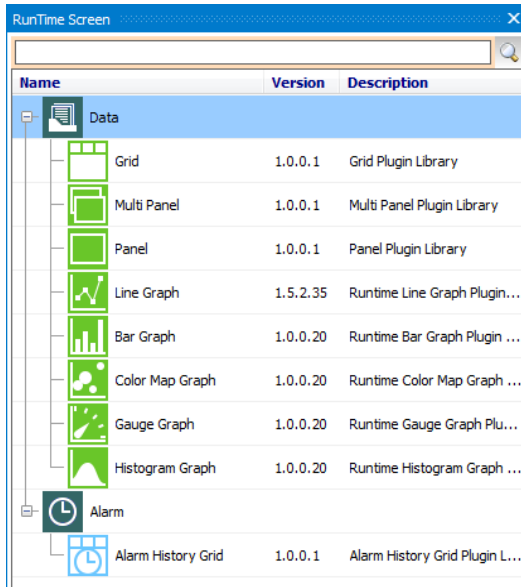 RunTime Screen
Name Version Description
Data
Grid 1.0.0.1 Grid Plugin Library
Multi Panel 1.0.0.1 Multi Panel Plugin Library
Panel 1.0.0.1 Panel Plugin Library
Line Graph 1.5.2.35 Runtime Line Graph Plugin...
Bar Graph 1.0.0.20 Runtime Bar Graph Plugin ...
Color Map Graph 1.0.0.20 Runtime Color Map Graph ...
Gauge Graph 1.0.0.20 Runtime Gauge Graph Plu...
Histogram Graph 1.0.0.20 Runtime Histogram Graph ...
Alarm
Alarm History Grid 1.0.0.1 Alarm History Grid Plugin L...